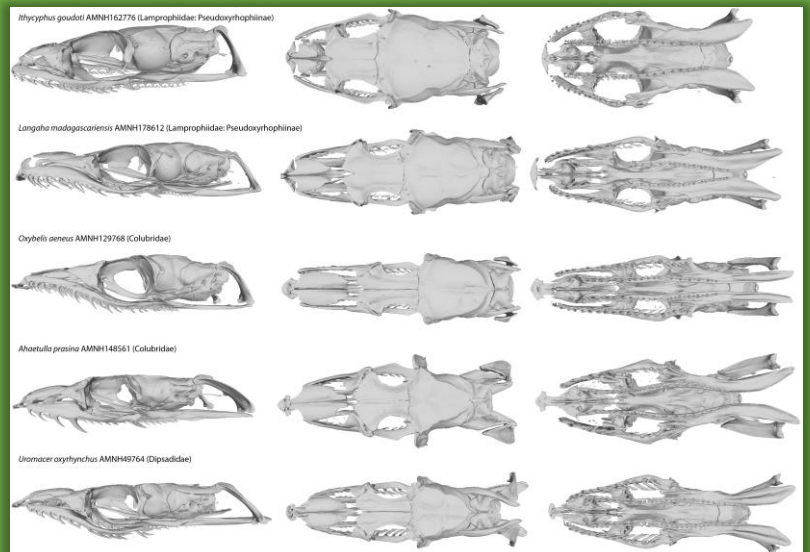 Ithycyphus goudoti AMNH162776 (Lamprophiidae: Pseudoxyrhophiinae)
Langaha madagascariensis AMNH178612 (Lamprophiidae: Pseudoxyrhophiinae)
Oxybelis aeneus AMNH129768 (Colubridae)
Ahaetulla prasina AMNH148561 (Colubridae)
Uromacer oxyrhynchus AMNH49764 (Dipsadidae)